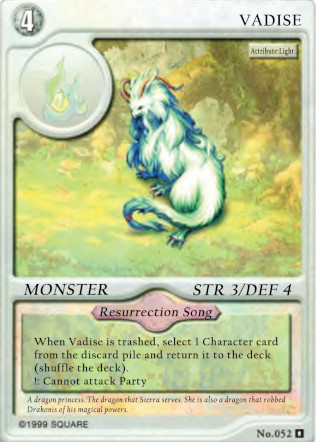 4
VADISE
Attribute:Light
MONSTER STR 3/DEF 4
Resurrection Song
When Vadise is trashed, select 1 Character card
from the discard pile and return it to the deck
(shuffle the deck).
!: Cannot attack Party
A dragon princess. The dragon that Sierra serves. She is also a dragon that robbed
Drakonis of his magical powers.
©1999 SQUARE
No.052